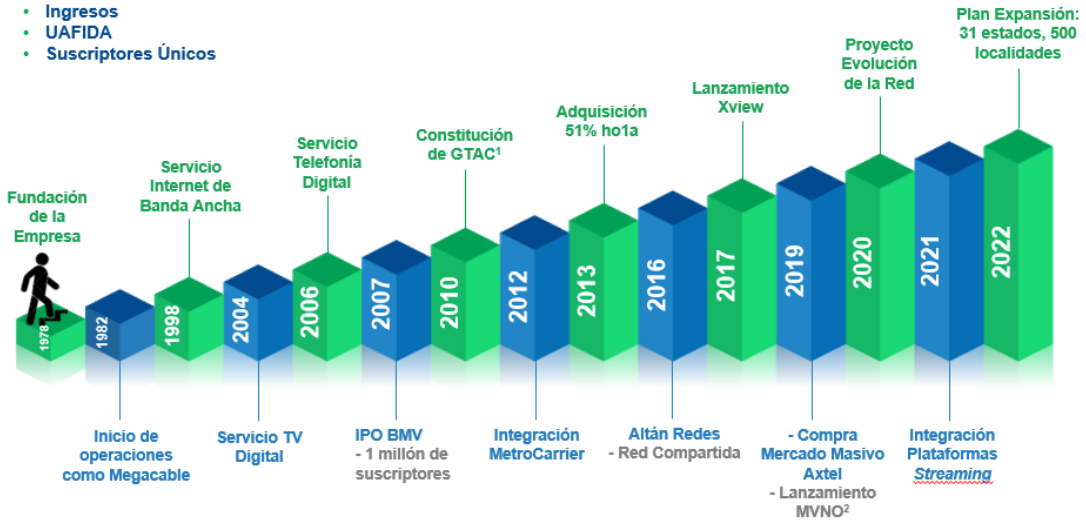 • Ingresos
• UAFIDA
• Suscriptores Únicos
Fundación
de la
Empresa
Servicio
Internet de
Banda Ancha
Servicio
Telefonía
Digital
Constitución
de GTAC¹
Adquisición
51% ho1a
Lanzamiento
Xview
Proyecto
Evolución
de la Red
Plan Expansión:
31 estados, 500
localidades
1978
1982
1998
2004
2006
2007
2010
2012
2013
2016
2017
2019
2020
2021
2022
Inicio de
operaciones
como Megacable
Servicio TV
Digital
IPO BMV
- 1 millón de
suscriptores
Integración
MetroCarrier
Altán Redes
- Red Compartida
- Compra
Mercado Masivo
Axtel
- Lanzamiento
MVNO²
Integración
Plataformas
Streaming